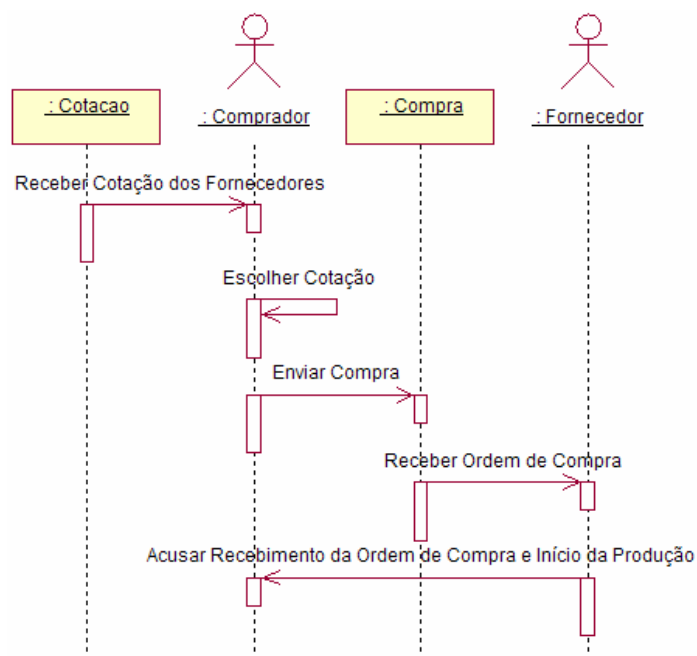 : Cotacao
: Comprador
: Compra
: Fornecedor
Receber Cotação dos Fornecedores
Escolher Cotação
Enviar Compra
Receber Ordem de Compra
Acusar Recebimento da Ordem de Compra e Início da Produção